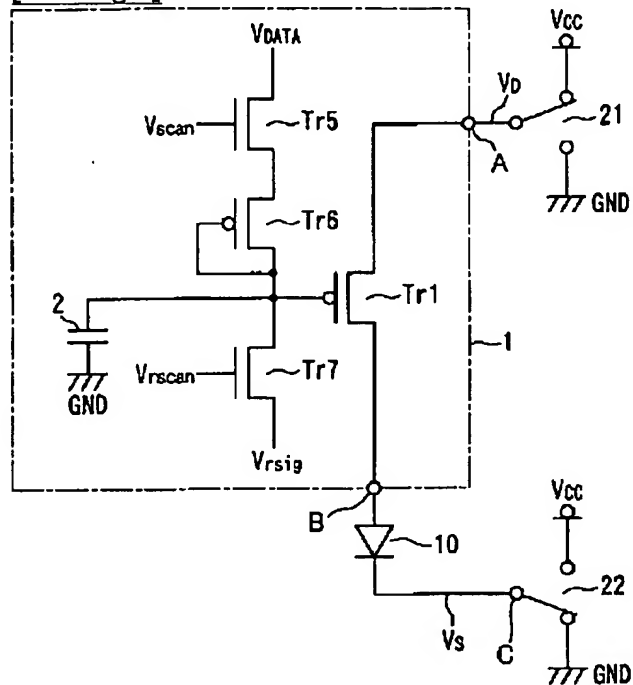 VDATA
VCC
Vscan
Tr5
VD
21
A
GND
Tr6
2
Tr1
1
GND
Vrscan
Tr7
Vrsig
B
VCC
10
22
VS
C
GND